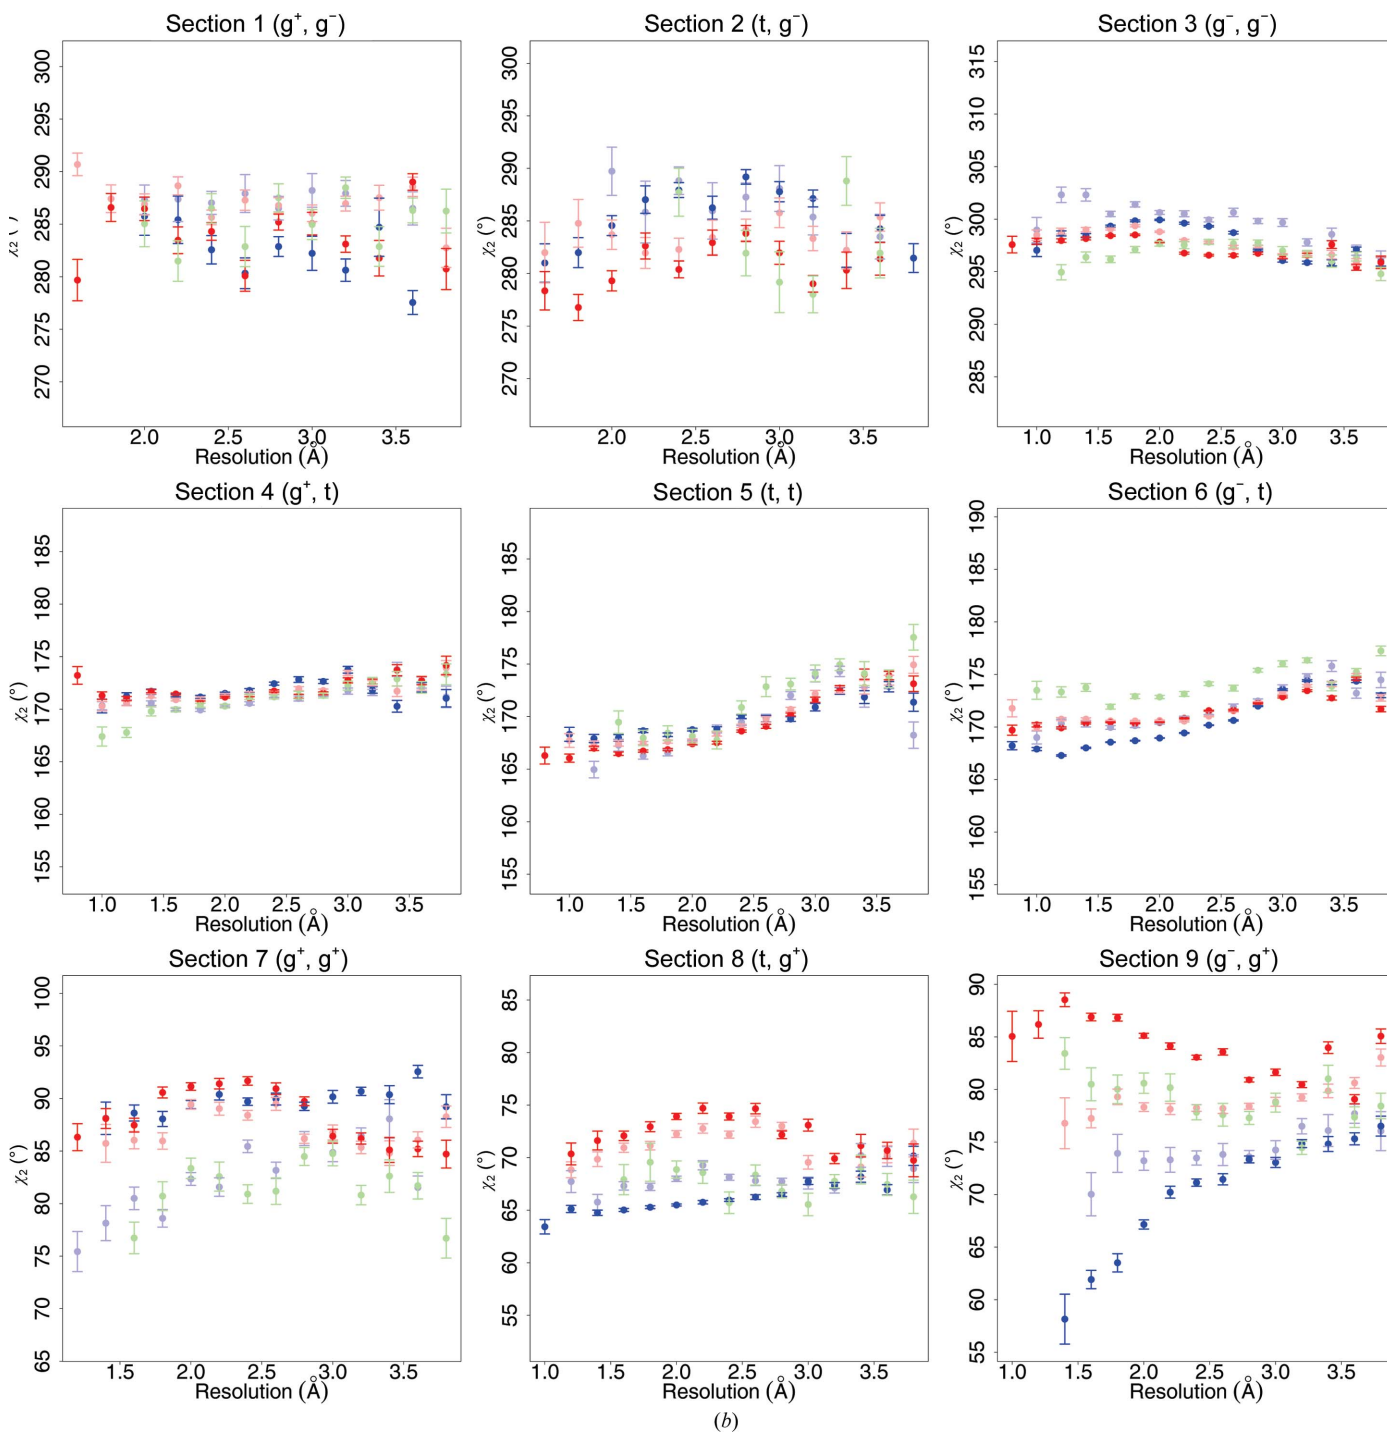 Section 1 (g⁺, g⁻)
Section 2 (t, g⁻)
Section 3 (g⁻, g⁻)
χ₂ (°)
300
295
290
285
280
275
270
2.0 2.5 3.0 3.5
Resolution (Å)
χ₂ (°)
300
295
290
285
280
275
270
2.0 2.5 3.0 3.5
Resolution (Å)
χ₂ (°)
315
310
305
300
295
290
285
1.0 1.5 2.0 2.5 3.0 3.5
Resolution (Å)
Section 4 (g⁺, t)
Section 5 (t, t)
Section 6 (g⁻, t)
χ₂ (°)
185
180
175
170
165
160
155
1.0 1.5 2.0 2.5 3.0 3.5
Resolution (Å)
χ₂ (°)
185
180
175
170
165
160
155
1.0 1.5 2.0 2.5 3.0 3.5
Resolution (Å)
χ₂ (°)
190
185
180
175
170
165
160
155
1.0 1.5 2.0 2.5 3.0 3.5
Resolution (Å)
Section 7 (g⁺, g⁺)
Section 8 (t, g⁺)
Section 9 (g⁻, g⁺)
χ₂ (°)
100
95
90
85
80
75
70
65
1.5 2.0 2.5 3.0 3.5
Resolution (Å)
χ₂ (°)
85
80
75
70
65
60
55
1.0 1.5 2.0 2.5 3.0 3.5
Resolution (Å)
χ₂ (°)
90
85
80
75
70
65
60
55
1.0 1.5 2.0 2.5 3.0 3.5
Resolution (Å)
(b)